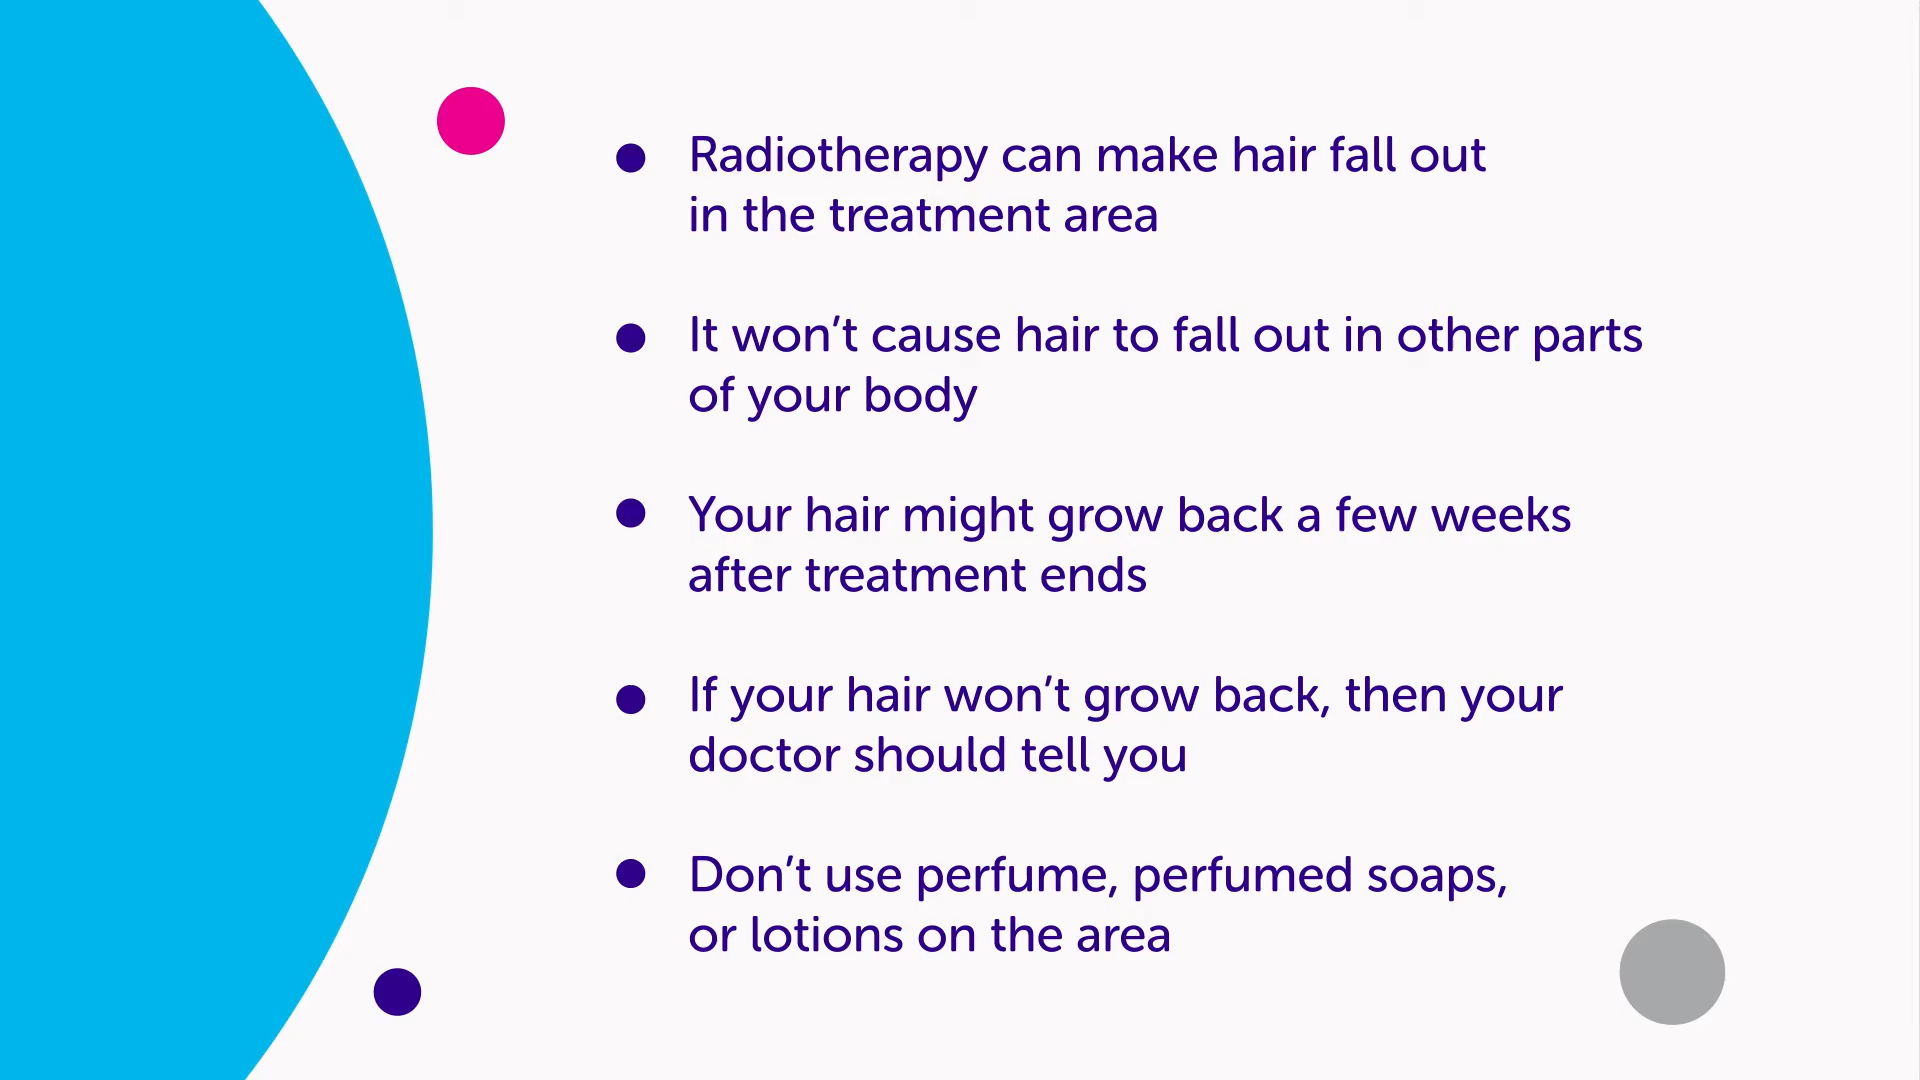 Radiotherapy can make hair fall out
in the treatment area
It won’t cause hair to fall out in other parts
of your body
Your hair might grow back a few weeks
after treatment ends
If your hair won’t grow back, then your
doctor should tell you
Don’t use perfume, perfumed soaps,
or lotions on the area